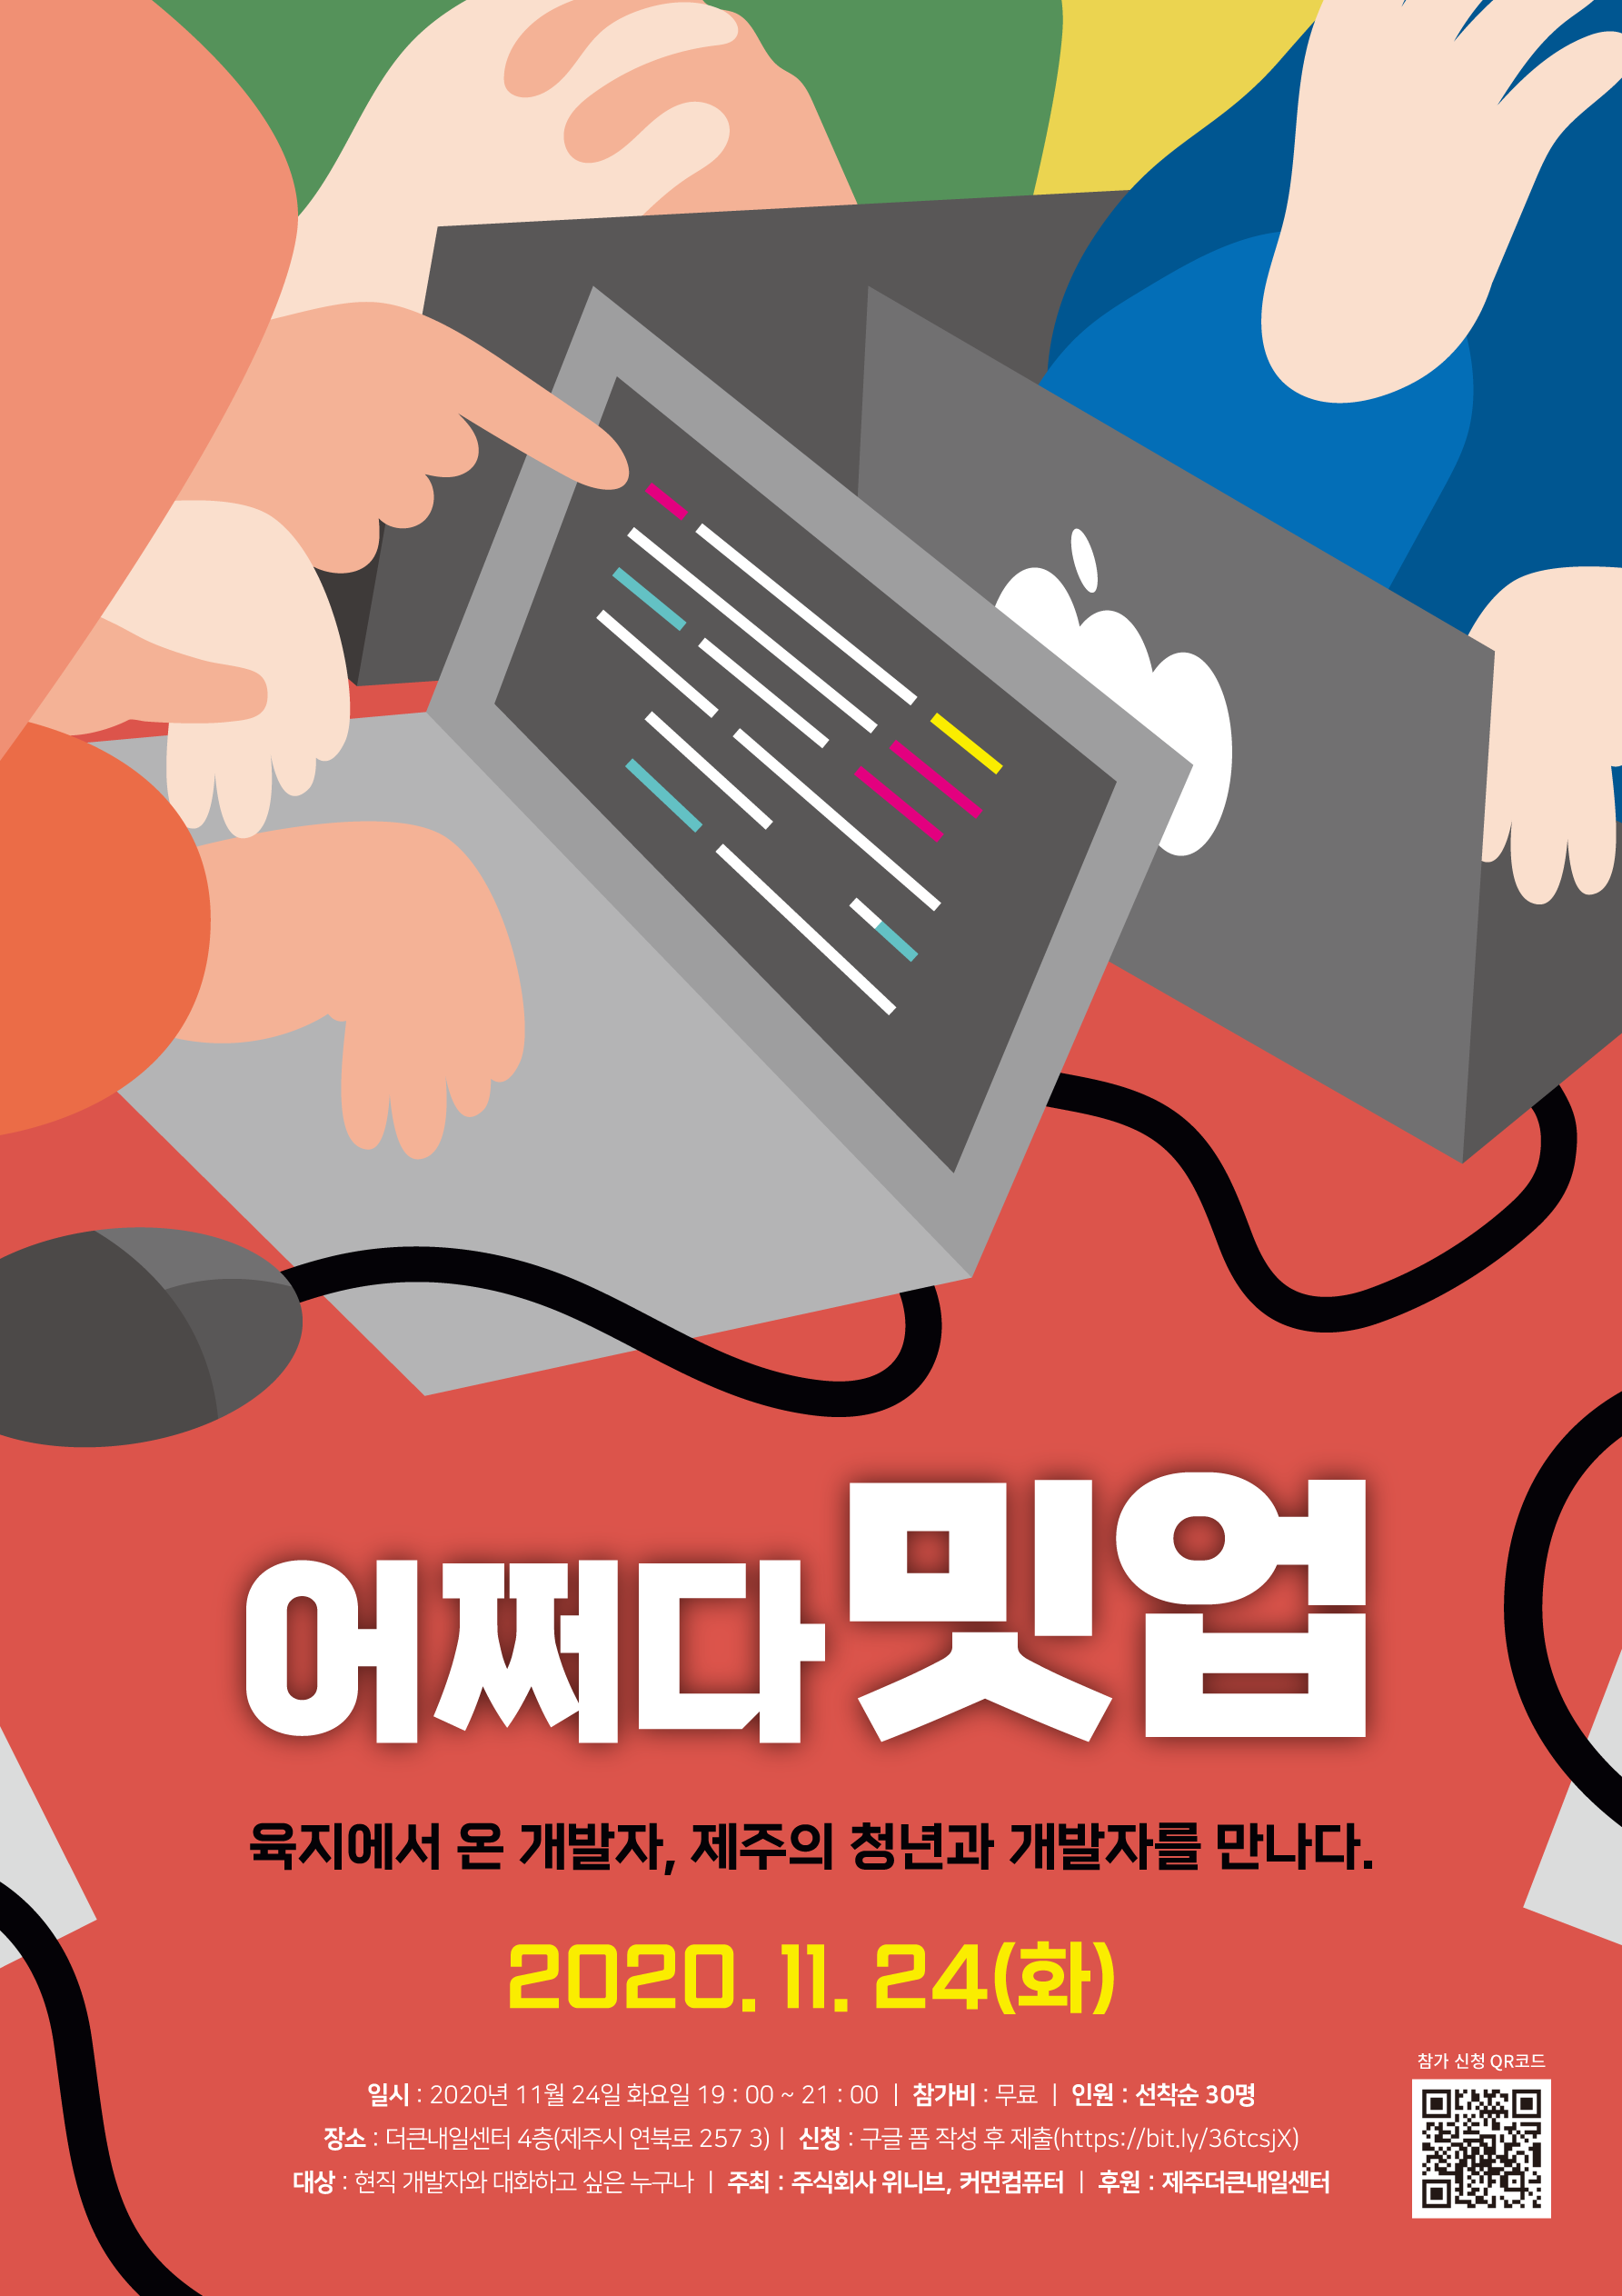 어쩌다 밋업
육지에서 온 개발자, 제주의 청년과 개발자를 만나다.
2020. 11. 24(화)
참가 신청 QR코드
일시 : 2020년 11월 24일 화요일 19 : 00 ~ 21 : 00 | 참가비 : 무료 | 인원 : 선착순 30명
장소 : 더큰내일센터 4층(제주시 연북로 257 3) | 신청 : 구글 폼 작성 후 제출(https://bit.ly/36tcsjX)
대상 : 현직 개발자와 대화하고 싶은 누구나 | 주최 : 주식회사 위니브, 커먼컴퓨터 | 후원 : 제주더큰내일센터